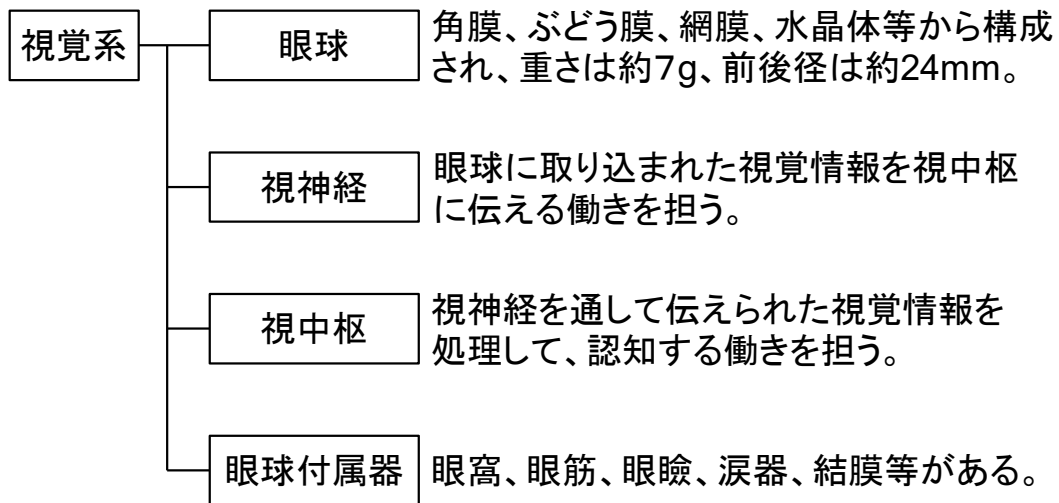 視覚系
眼球
角膜、ぶどう膜、網膜、水晶体等から構成
され、重さは約7g、前後径は約24mm。
視神経
眼球に取り込まれた視覚情報を視中枢
に伝える働きを担う。
視中枢
視神経を通して伝えられた視覚情報を
処理して、認知する働きを担う。
眼球付属器
眼窩、眼筋、眼瞼、涙器、結膜等がある。